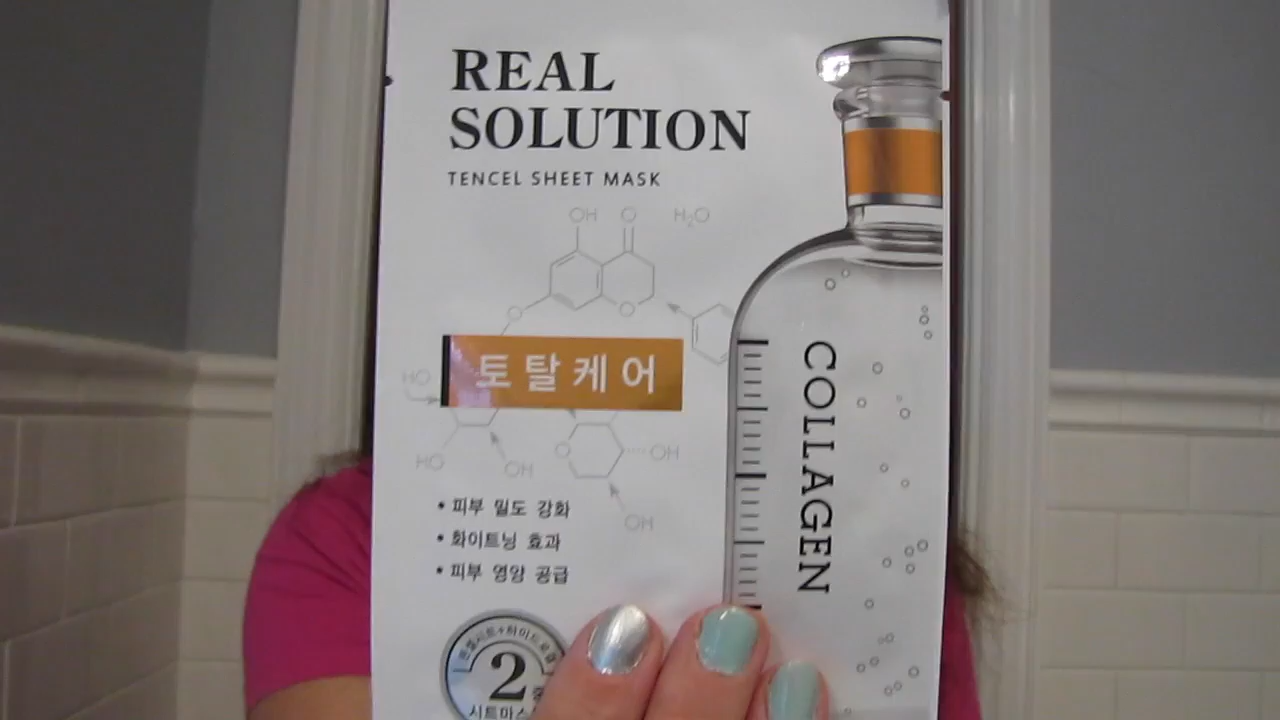 REAL
SOLUTION
TENCEL SHEET MASK
OH
O
H₂O
O
O
토탈케어
HO
HO
OH
O
OH
OH
COLLAGEN
• 피부 밀도 강화
• 화이트닝 효과
• 피부 영양 공급
2